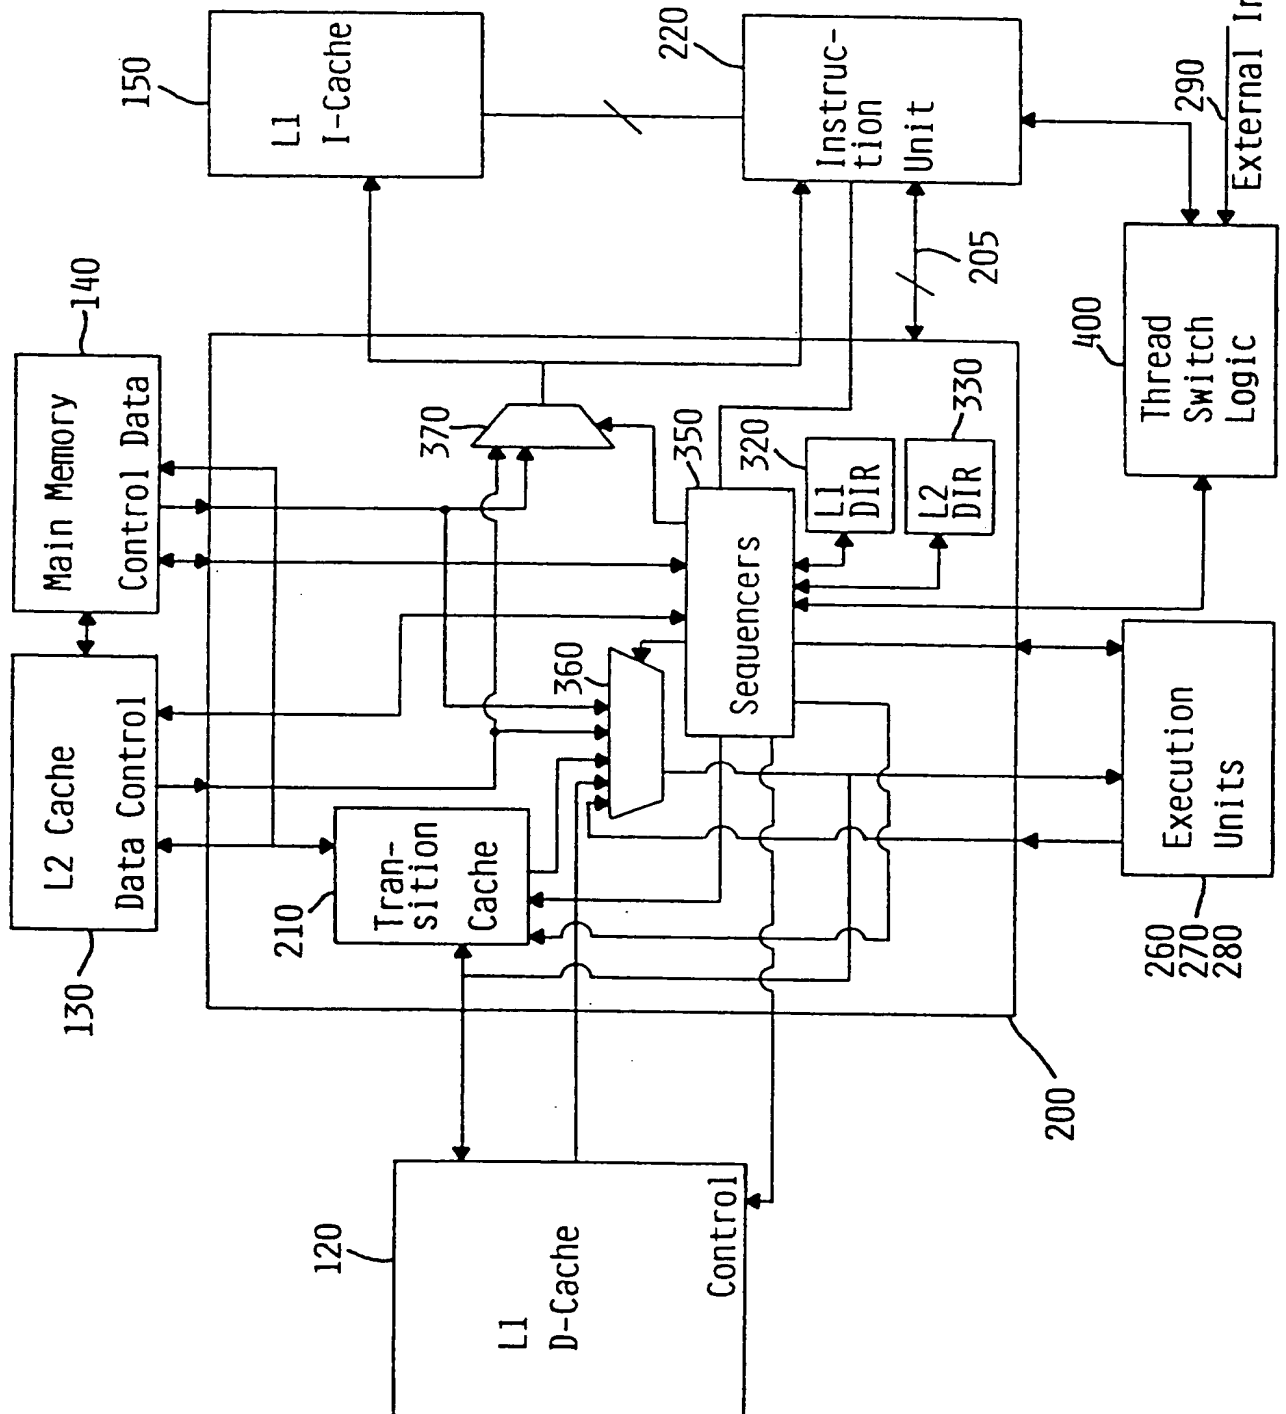 130
L2 Cache
Data Control
140
Main Memory
Control Data
120
L1
D-Cache
Control
210
Tran-
sition
Cache
360
370
350
Sequencers
320
L1
DIR
330
L2
DIR
200
150
L1
I-Cache
220
Instruc-
tion
Unit
205
260
270
280
Execution
Units
400
Thread
Switch
Logic
290
External